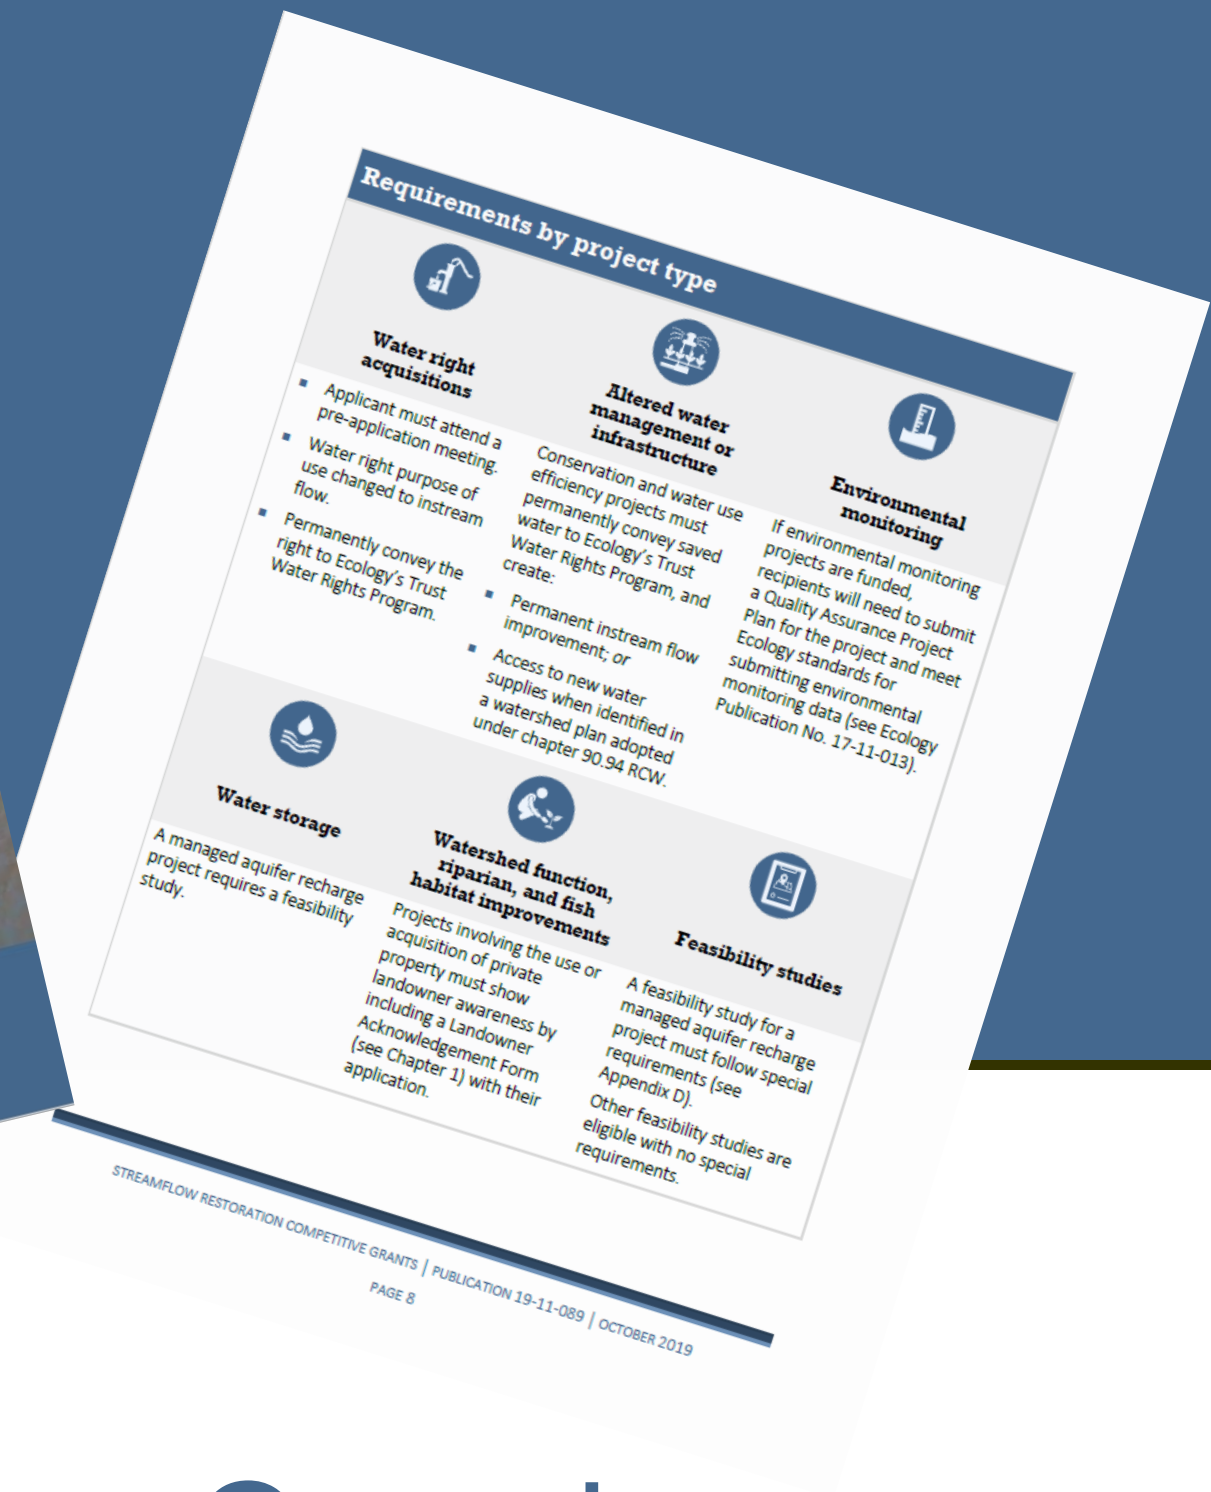 Requirements by project type
Water right
acquisitions
▪ Applicant must attend a
pre-application meeting.
▪ Water right purpose of
use changed to instream
flow.
▪ Permanently convey the
right to Ecology's Trust
Water Rights Program.
Altered water
management or
infrastructure
Conservation and water use
efficiency projects must
permanently convey saved
water to Ecology's Trust
Water Rights Program, and
create:
▪ Permanent instream flow
improvement; or
▪ Access to new water
supplies when identified in
a watershed plan adopted
under chapter 90.94 RCW.
Environmental
monitoring
If environmental monitoring
projects are funded,
recipients will need to submit
a Quality Assurance Project
Plan for the project and meet
Ecology standards for
submitting environmental
monitoring data (see Ecology
Publication No. 17-11-013).
Water storage
A managed aquifer recharge
project requires a feasibility
study.
Watershed function,
riparian, and fish
habitat improvements
Projects involving the use or
acquisition of private
property must show
landowner awareness by
including a Landowner
Acknowledgement Form
(see Chapter 1) with their
application.
Feasibility studies
A feasibility study for a
managed aquifer recharge
project must follow special
requirements (see
Appendix D).
Other feasibility studies are
eligible with no special
requirements.
STREAMFLOW RESTORATION COMPETITIVE GRANTS | PUBLICATION 19-11-089 | OCTOBER 2019
PAGE 8